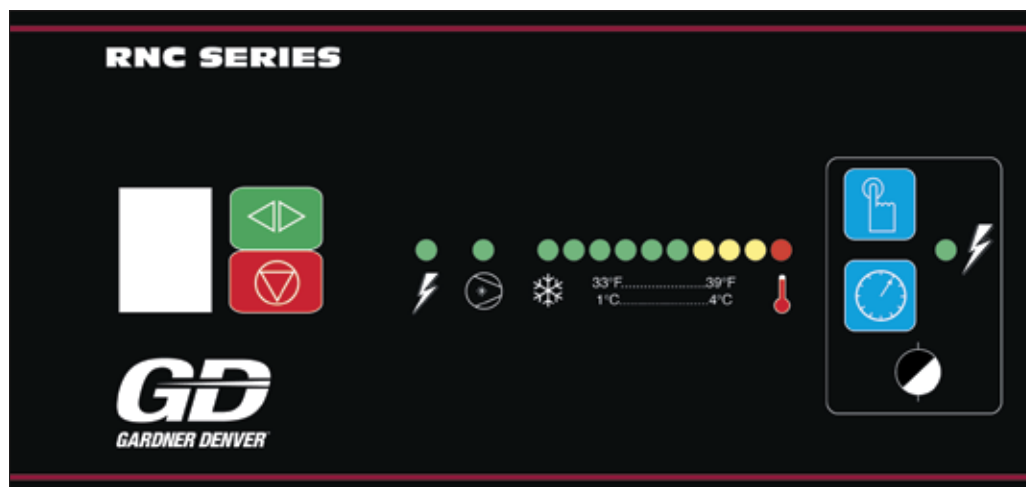 RNC SERIES
33°F.......................39°F
1°C........................4°C
GD
GARDNER DENVER